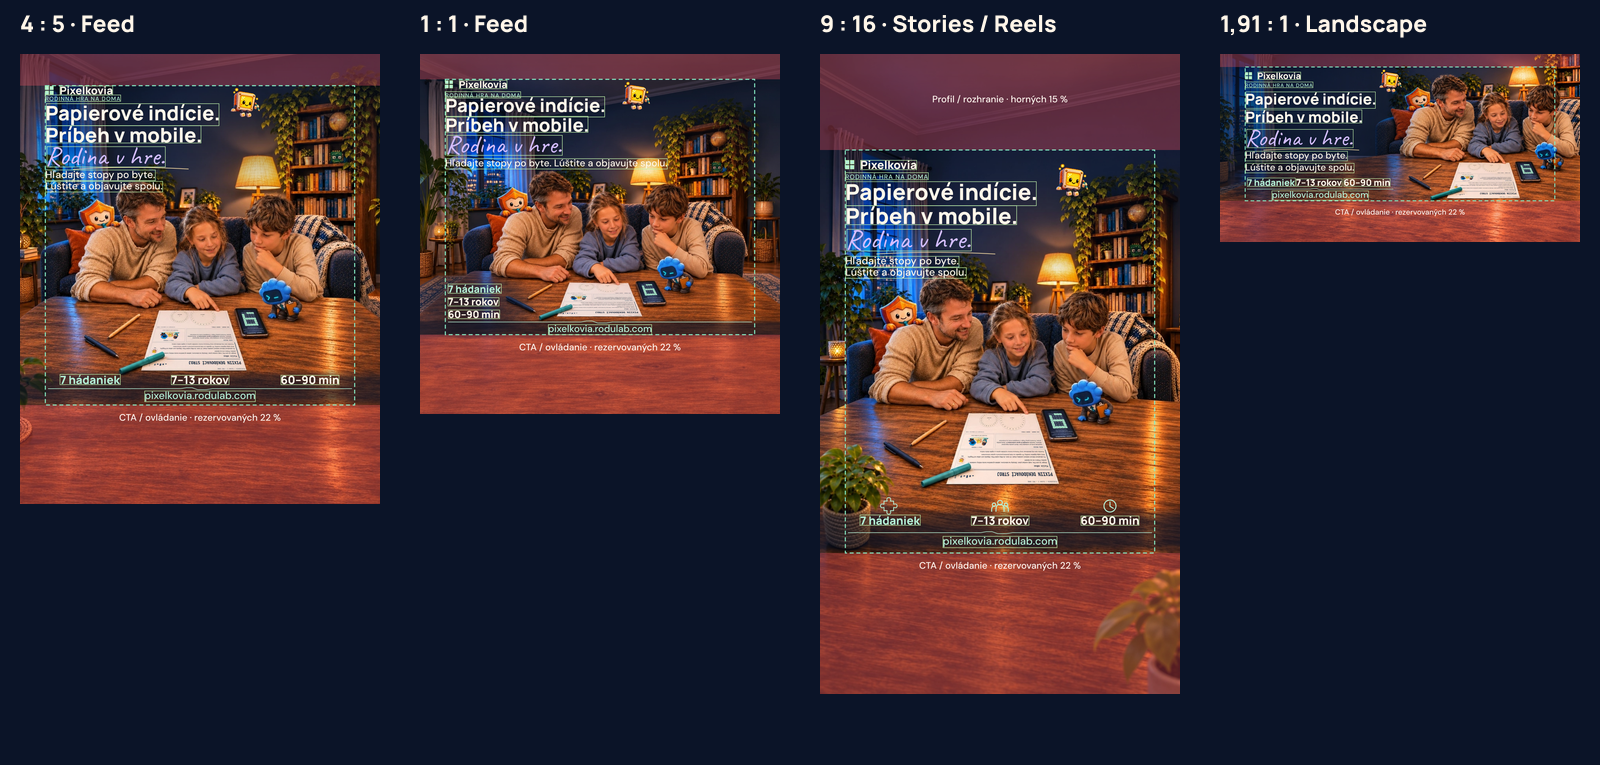 4 : 5 · Feed
Pixelkovia
RODINNÁ HRA NA DOMA
Papierové indície.
Príbeh v mobile.
Rodina v hre.
Hľadajte stopy po byte.
Lúštite a objavujte spolu.
7 hádaniek
7–13 rokov
60–90 min
pixelkovia.rodulab.com
CTA / ovládanie · rezervovaných 22 %
1 : 1 · Feed
Pixelkovia
RODINNÁ HRA NA DOMA
Papierové indície.
Príbeh v mobile.
Rodina v hre.
Hľadajte stopy po byte. Lúštite a objavujte spolu.
7 hádaniek
7–13 rokov
60–90 min
pixelkovia.rodulab.com
CTA / ovládanie · rezervovaných 22 %
9 : 16 · Stories / Reels
Profil / rozhranie · horných 15 %
Pixelkovia
RODINNÁ HRA NA DOMA
Papierové indície.
Príbeh v mobile.
Rodina v hre.
Hľadajte stopy po byte.
Lúštite a objavujte spolu.
7 hádaniek
7–13 rokov
60–90 min
pixelkovia.rodulab.com
CTA / ovládanie · rezervovaných 22 %
1,91 : 1 · Landscape
Pixelkovia
RODINNÁ HRA NA DOMA
Papierové indície.
Príbeh v mobile.
Rodina v hre.
Hľadajte stopy po byte.
Lúštite a objavujte spolu.
7 hádaniek 7–13 rokov 60–90 min
pixelkovia.rodulab.com
CTA / ovládanie · rezervovaných 22 %